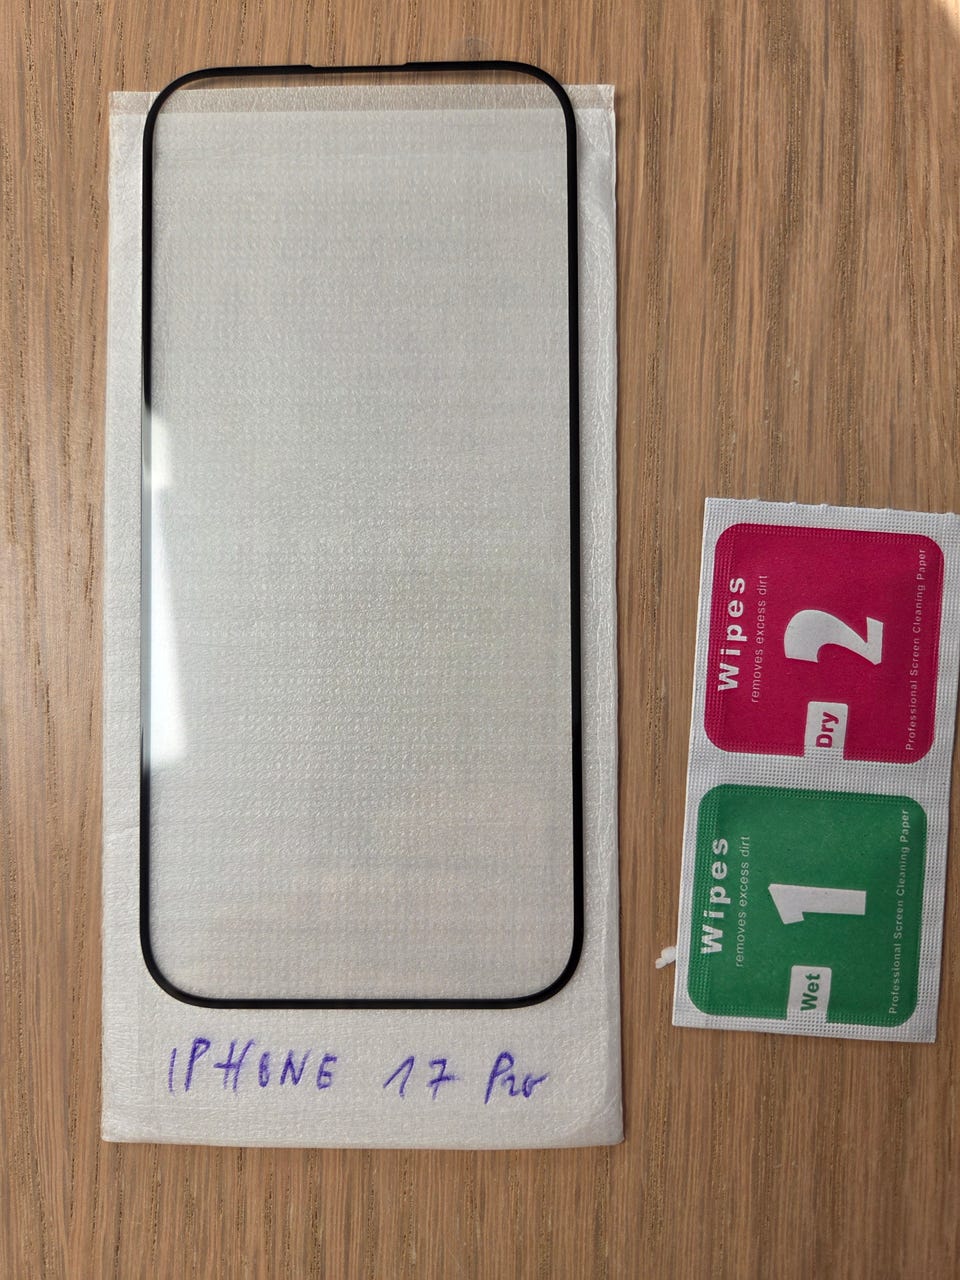 IPHONE 17 Pro
Wipes
removes excess dirt
2
Dry
Professional Screen Cleaning Paper
Wipes
removes excess dirt
1
Wet
Professional Screen Cleaning Paper